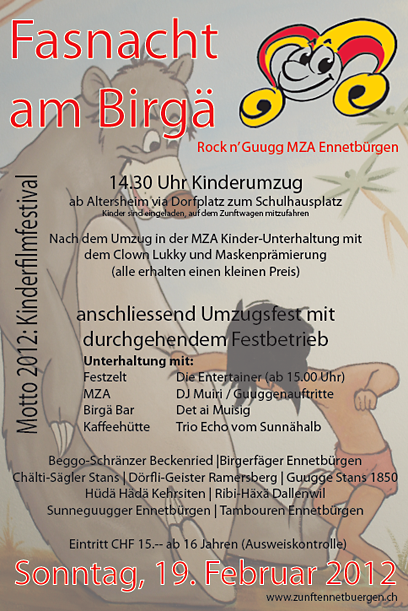 Fasnacht
am Birgä
Rock n' Guugg MZA Ennetbürgen
Motto 2012: Kinderfilmfestival
14.30 Uhr Kinderumzug
ab Altersheim via Dorfplatz zum Schulhausplatz
Kinder sind eingeladen, auf dem Zunftwagen mitzufahren
Nach dem Umzug in der MZA Kinder-Unterhaltung mit
dem Clown Lukky und Maskenprämierung
(alle erhalten einen kleinen Preis)
anschliessend Umzugsfest mit
durchgehendem Festbetrieb
Unterhaltung mit:
Festzelt Die Entertainer (ab 15.00 Uhr)
MZA DJ Muiri / Guuggenauftritte
Birgä Bar Det ai Muisig
Kaffeehütte Trio Echo vom Sunnähalb
Beggo-Schränzer Beckenried |Birgerfäger Ennetbürgen
Chälti-Sägler Stans | Dörfli-Geister Ramersberg | Guugge Stans 1850
Hüdä Hädä Kehrsiten | Ribi-Häxä Dallenwil
Sunneguugger Ennetbürgen | Tambouren Ennetbürgen
Eintritt CHF 15.-- ab 16 Jahren (Ausweiskontrolle)
Sonntag, 19. Februar 2012
www.zunftennetbuergen.ch